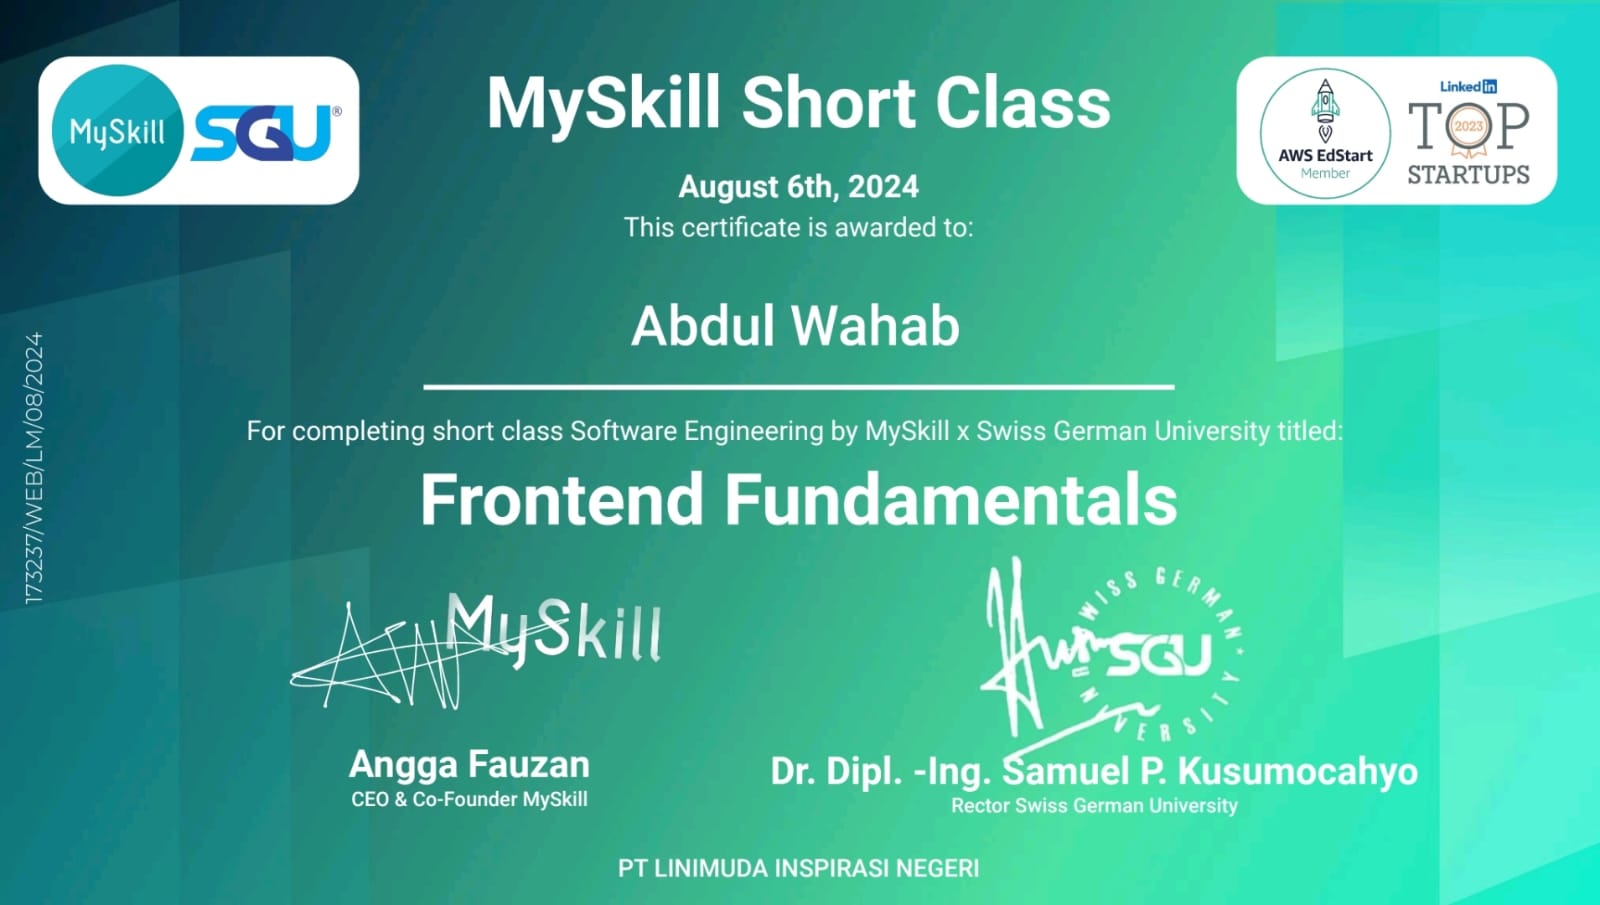 MySkill SGU®
MySkill Short Class
AWS EdStart
Member
LinkedIn
TOP
2023
STARTUPS
August 6th, 2024
This certificate is awarded to:
Abdul Wahab
173237/WEB/LM/08/2024
For completing short class Software Engineering by MySkill x Swiss German University titled:
Frontend Fundamentals
MySkill
SWISS GERMAN UNIVERSITY
SGU
Angga Fauzan
CEO & Co-Founder MySkill
Dr. Dipl. -Ing. Samuel P. Kusumocahyo
Rector Swiss German University
PT LINIMUDA INSPIRASI NEGERI